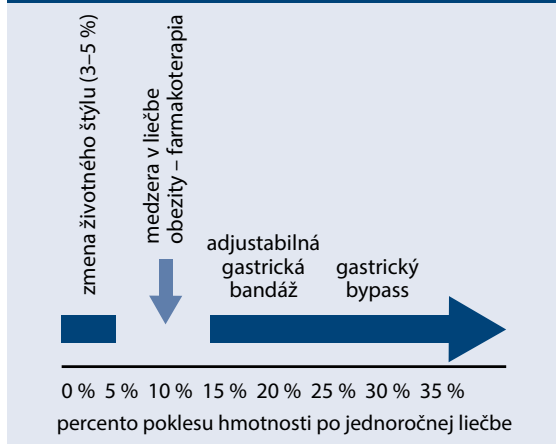 zmena životného štýlu (3–5 %)
medzera v liečbe
obezity – farmakoterapia
adjustabilná
gastrická
bandáž
gastrický
bypass
0 % 5 % 10 % 15 % 20 % 25 % 30 % 35 %
percento poklesu hmotnosti po jednoročnej liečbe